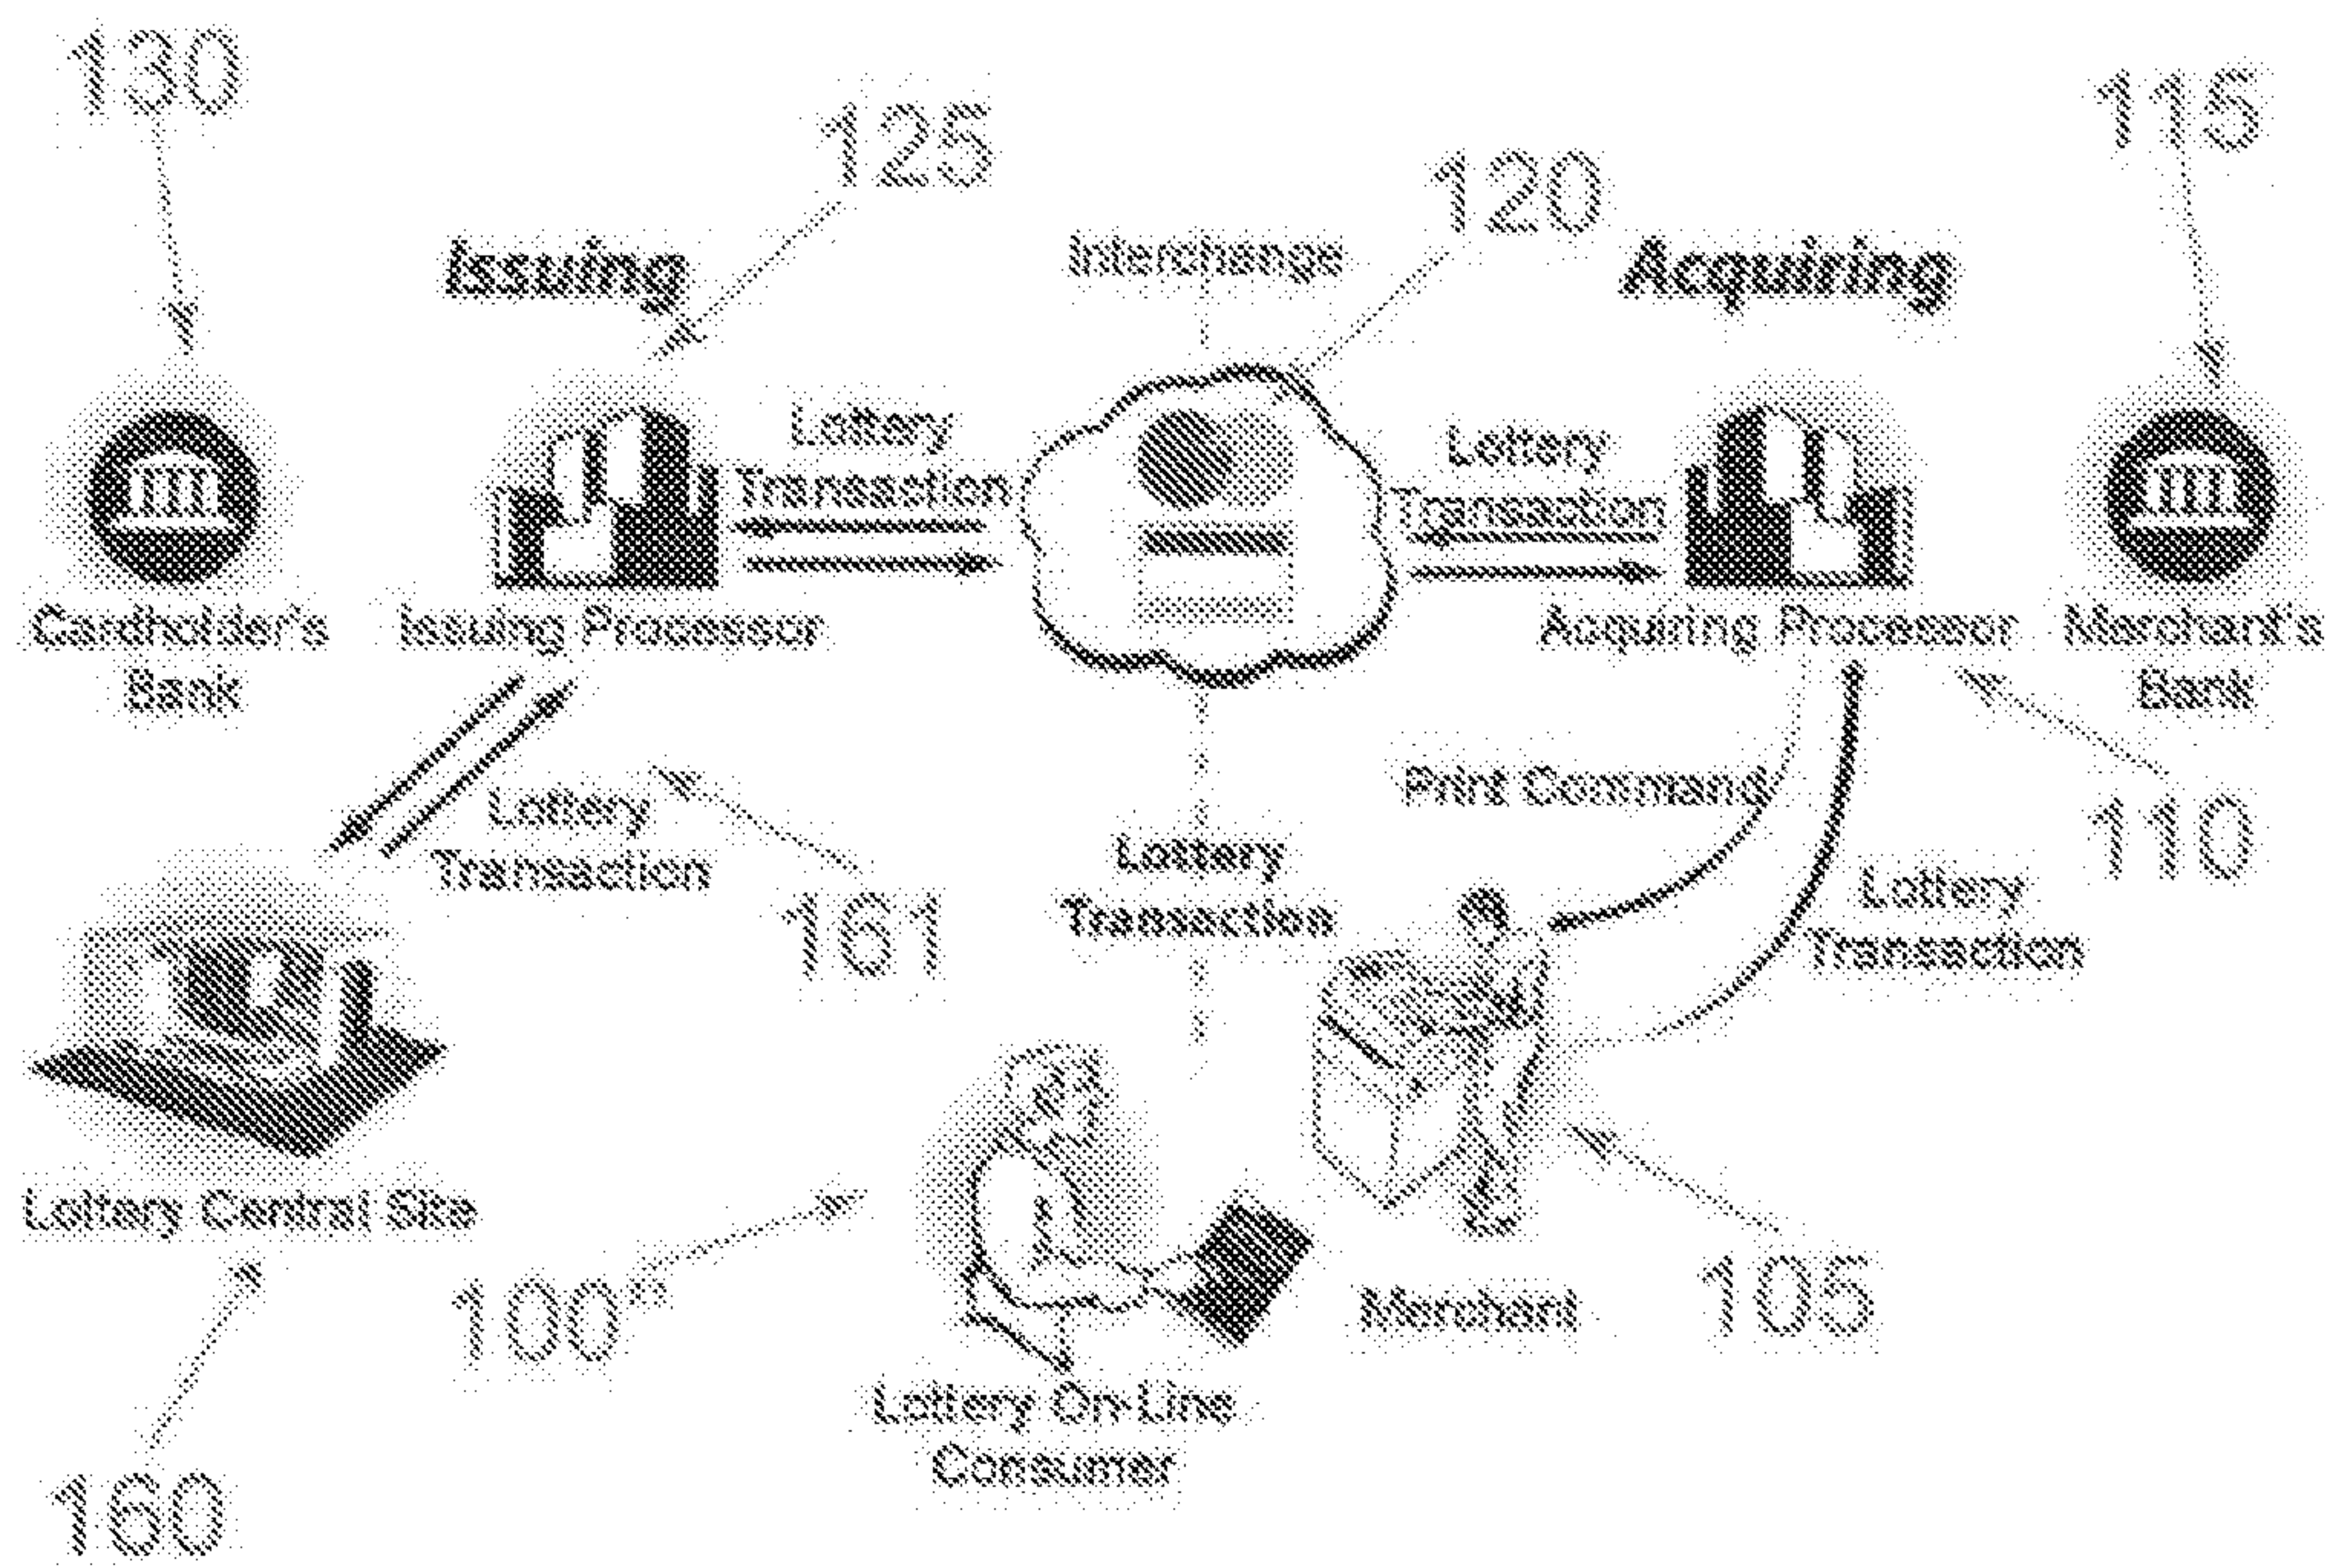 130
125
115
120
Issuing
Interchange
Acquiring
Lottery
Transaction
Lottery
Transaction
Cardholder's
Bank
Issuing Processor
Acquiring Processor
Merchant's
Bank
Print Command
110
Lottery
Transaction
161
Lottery
Transaction
Lottery
Transaction
Lottery Central Site
100"
Merchant
105
Lottery On-Line
Consumer
160